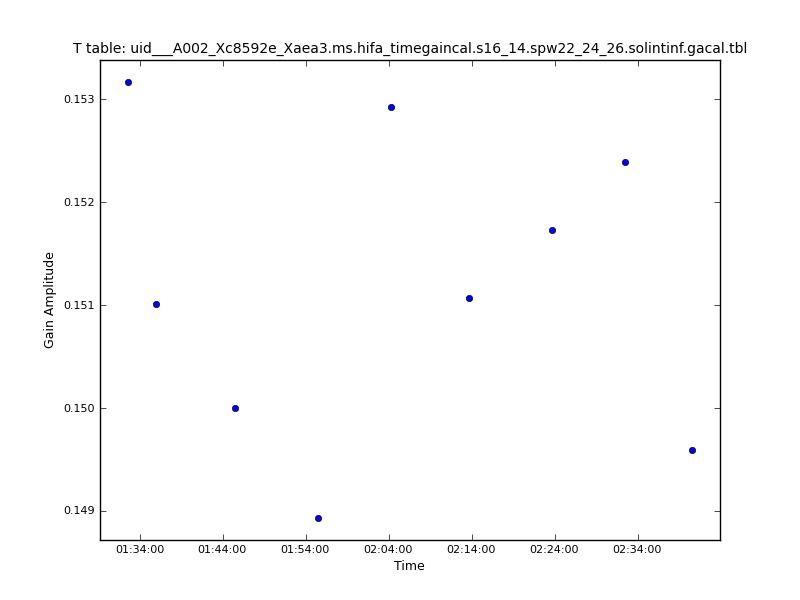 T table: uid___A002_Xc8592e_Xaea3.ms.hifa_timegaincal.s16_14.spw22_24_26.solintinf.gacal.tbl
0.153
0.152
0.151
0.150
0.149
Gain Amplitude
01:34:00 01:44:00 01:54:00 02:04:00 02:14:00 02:24:00 02:34:00
Time